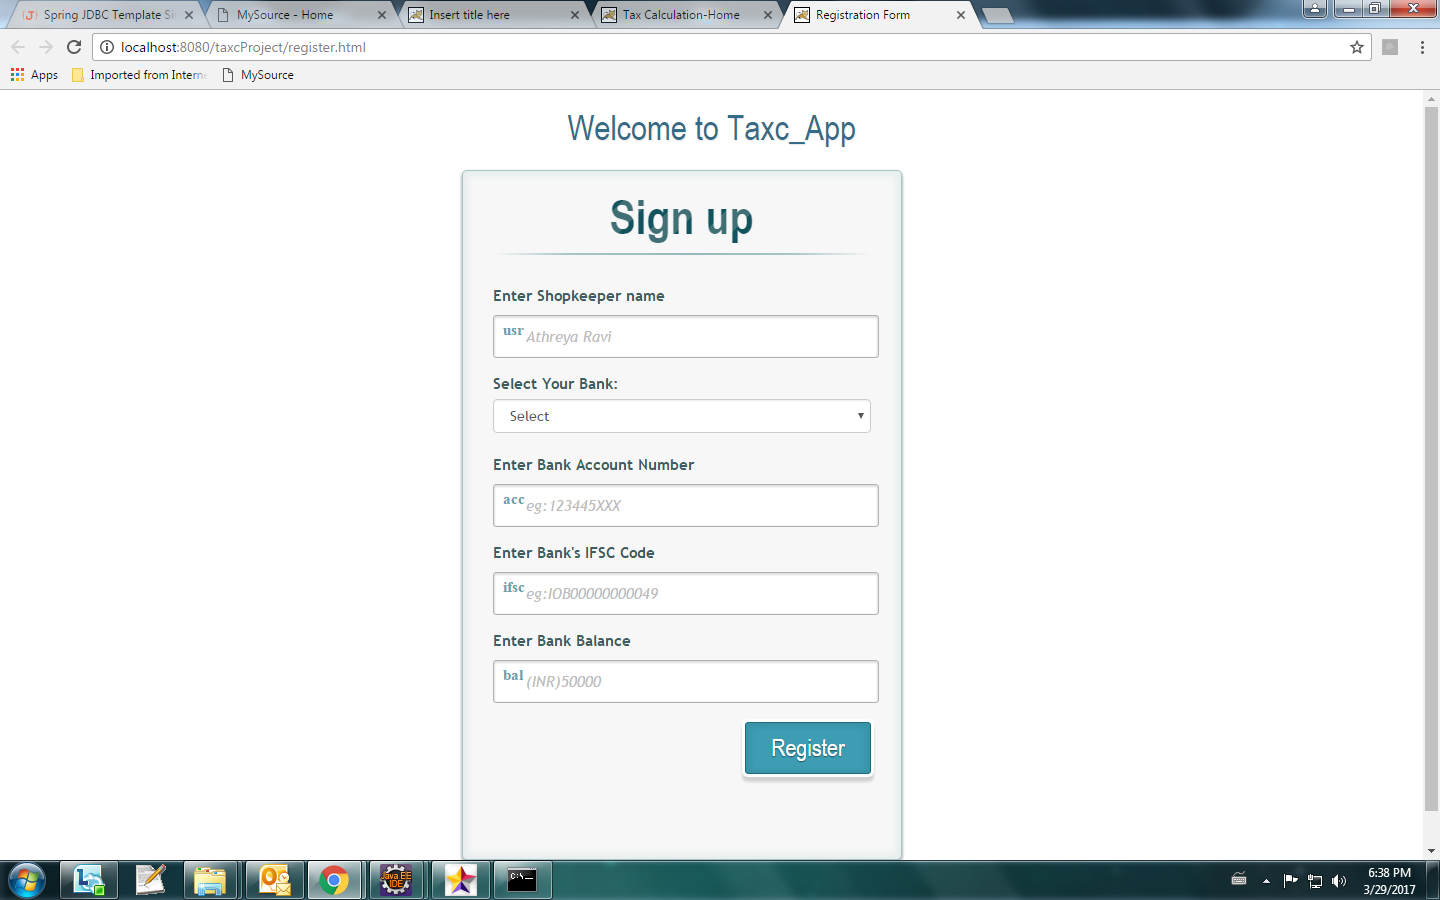 Spring JDBC Template Si
MySource - Home
Insert title here
Tax Calculation-Home
Registration Form
localhost:8080/taxcProject/register.html
Apps
Imported from Intern
MySource
Welcome to Taxc_App
Sign up
Enter Shopkeeper name
usr Athreya Ravi
Select Your Bank:
Select
Enter Bank Account Number
acc eg:123445XXX
Enter Bank's IFSC Code
ifsc eg:IOB00000000049
Enter Bank Balance
bal (INR)50000
Register
Java EE
IDE
C:\_
6:38 PM
3/29/2017